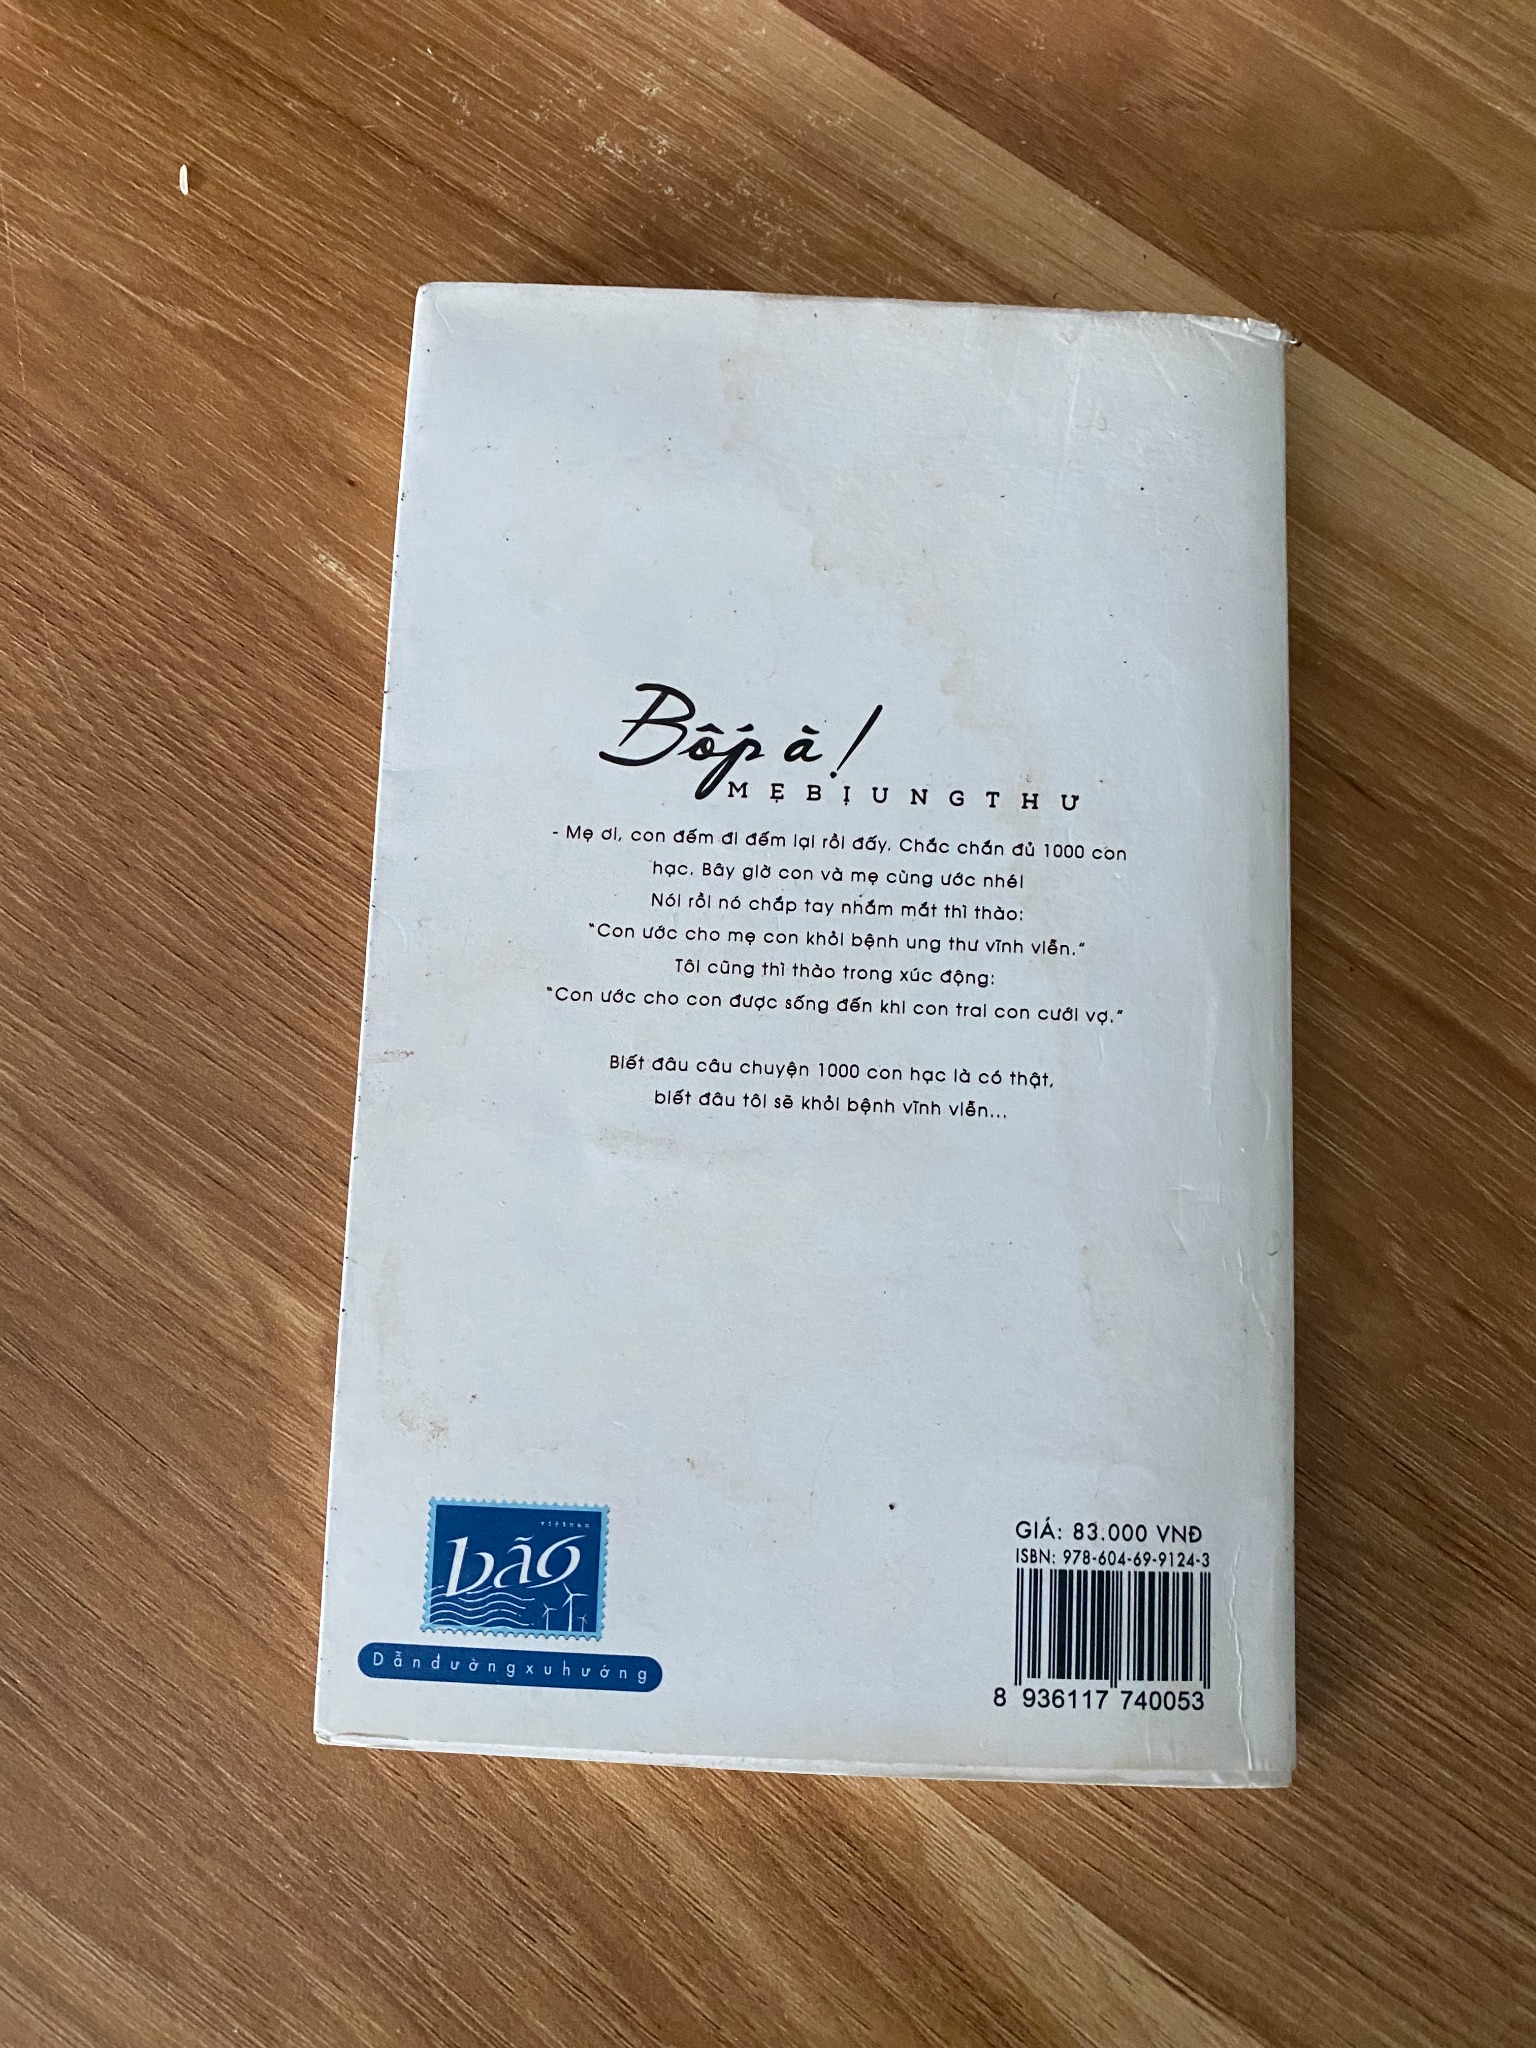 Bốp à!
MẸ BỊ UNG THƯ
- Mẹ ơi, con đếm đi đếm lại rồi đấy. Chắc chắn đủ 1000 con
hạc. Bây giờ con và mẹ cùng ước nhé!
Nói rồi nó chắp tay nhắm mắt thì thào:
"Con ước cho mẹ con khỏi bệnh ung thư vĩnh viễn."
Tôi cũng thì thào trong xúc động:
"Con ước cho con được sống đến khi con trai con cưới vợ."
Biết đâu câu chuyện 1000 con hạc là có thật,
biết đâu tôi sẽ khỏi bệnh vĩnh viễn...
việtnam
bão
Dẫn đường xu hướng
GIÁ: 83.000 VNĐ
ISBN: 978-604-69-9124-3
8 936117 740053